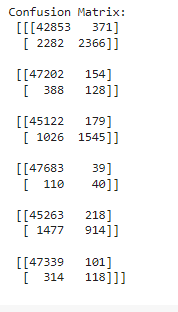 Confusion Matrix:
[[[42853 371]
[ 2282 2366]]
[[47202 154]
[ 388 128]]
[[45122 179]
[ 1026 1545]]
[[47683 39]
[ 110 40]]
[[45263 218]
[ 1477 914]]
[[47339 101]
[ 314 118]]]